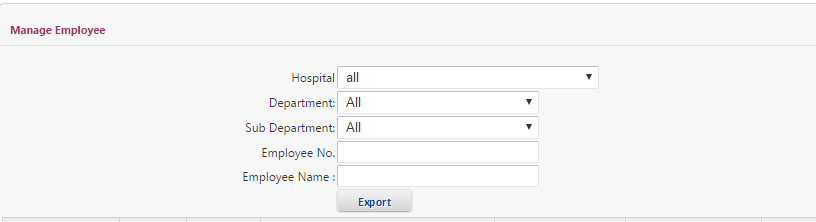 Manage Employee
Hospital all
Department: All
Sub Department: All
Employee No.
Employee Name :
Export